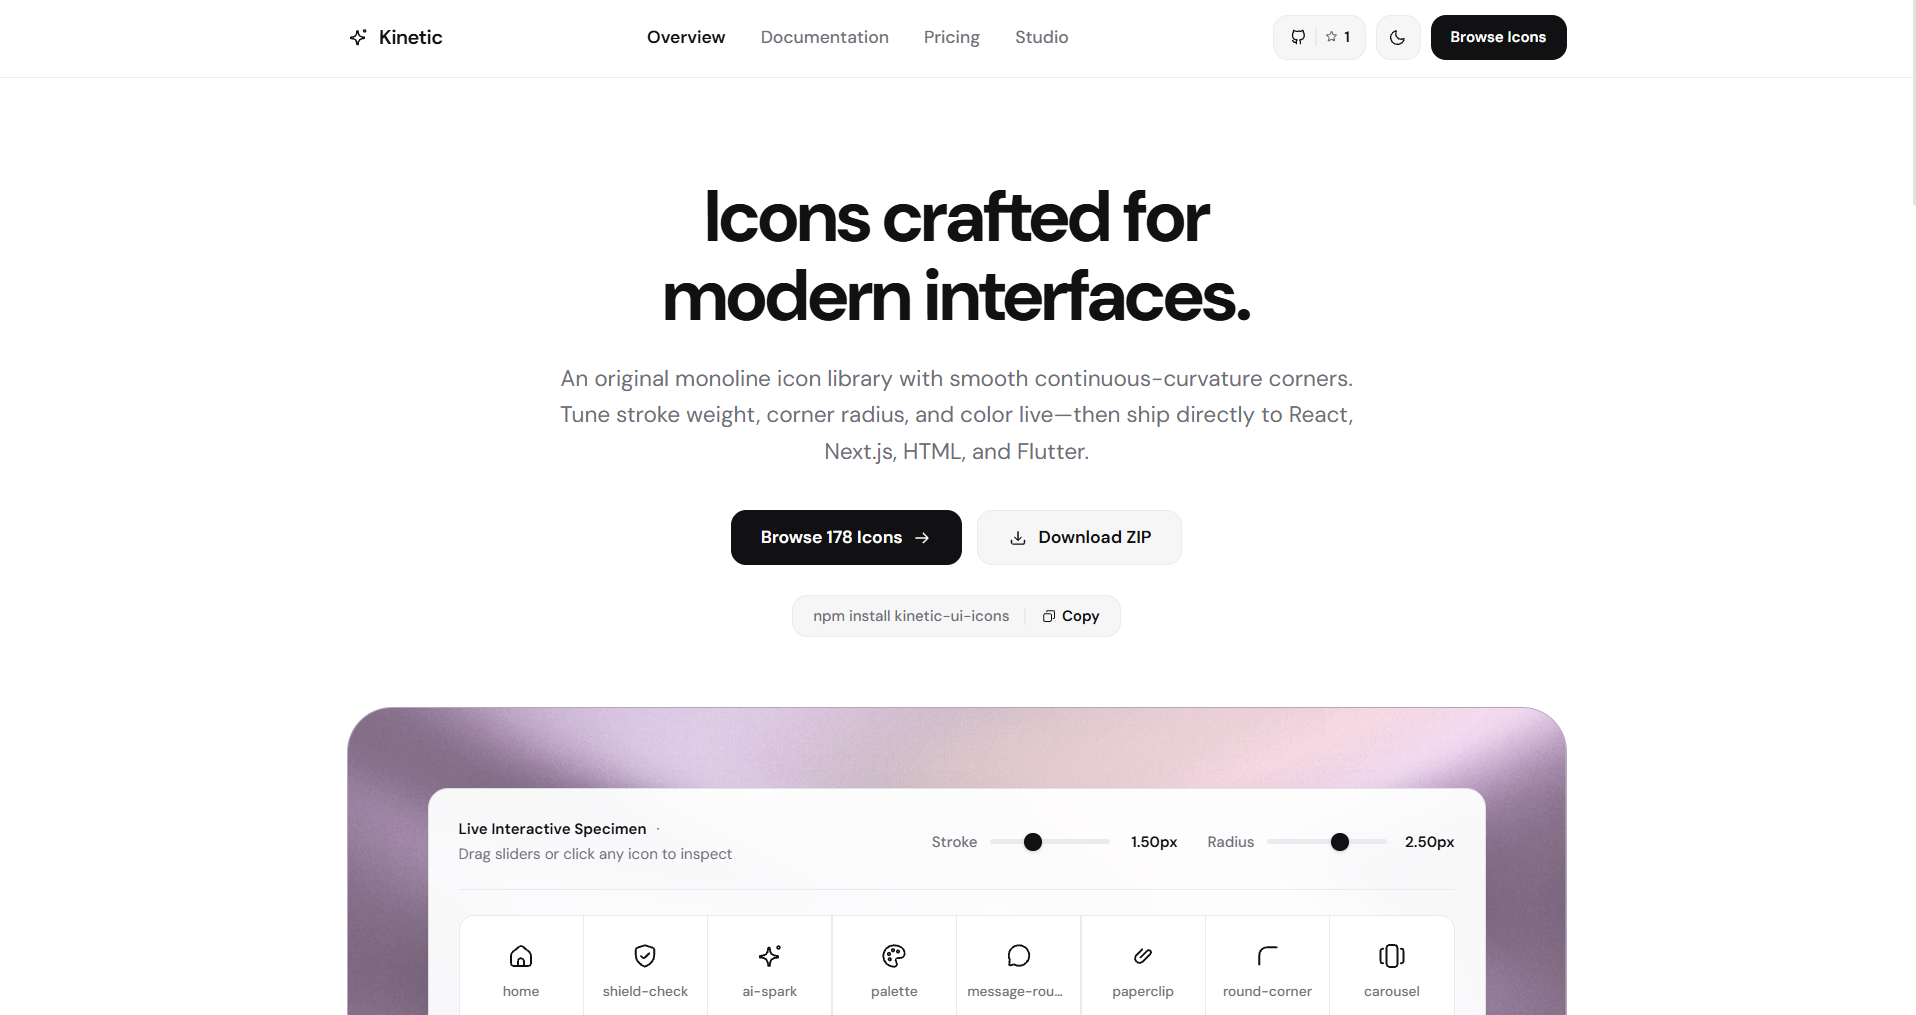 Kinetic
Overview
Documentation
Pricing
Studio
1
Browse Icons
Icons crafted for
modern interfaces.
An original monoline icon library with smooth continuous-curvature corners.
Tune stroke weight, corner radius, and color live—then ship directly to React,
Next.js, HTML, and Flutter.
Browse 178 Icons →
Download ZIP
npm install kinetic-ui-icons
Copy
Live Interactive Specimen ·
Drag sliders or click any icon to inspect
Stroke
1.50px
Radius
2.50px
home
shield-check
ai-spark
palette
message-rou...
paperclip
round-corner
carousel